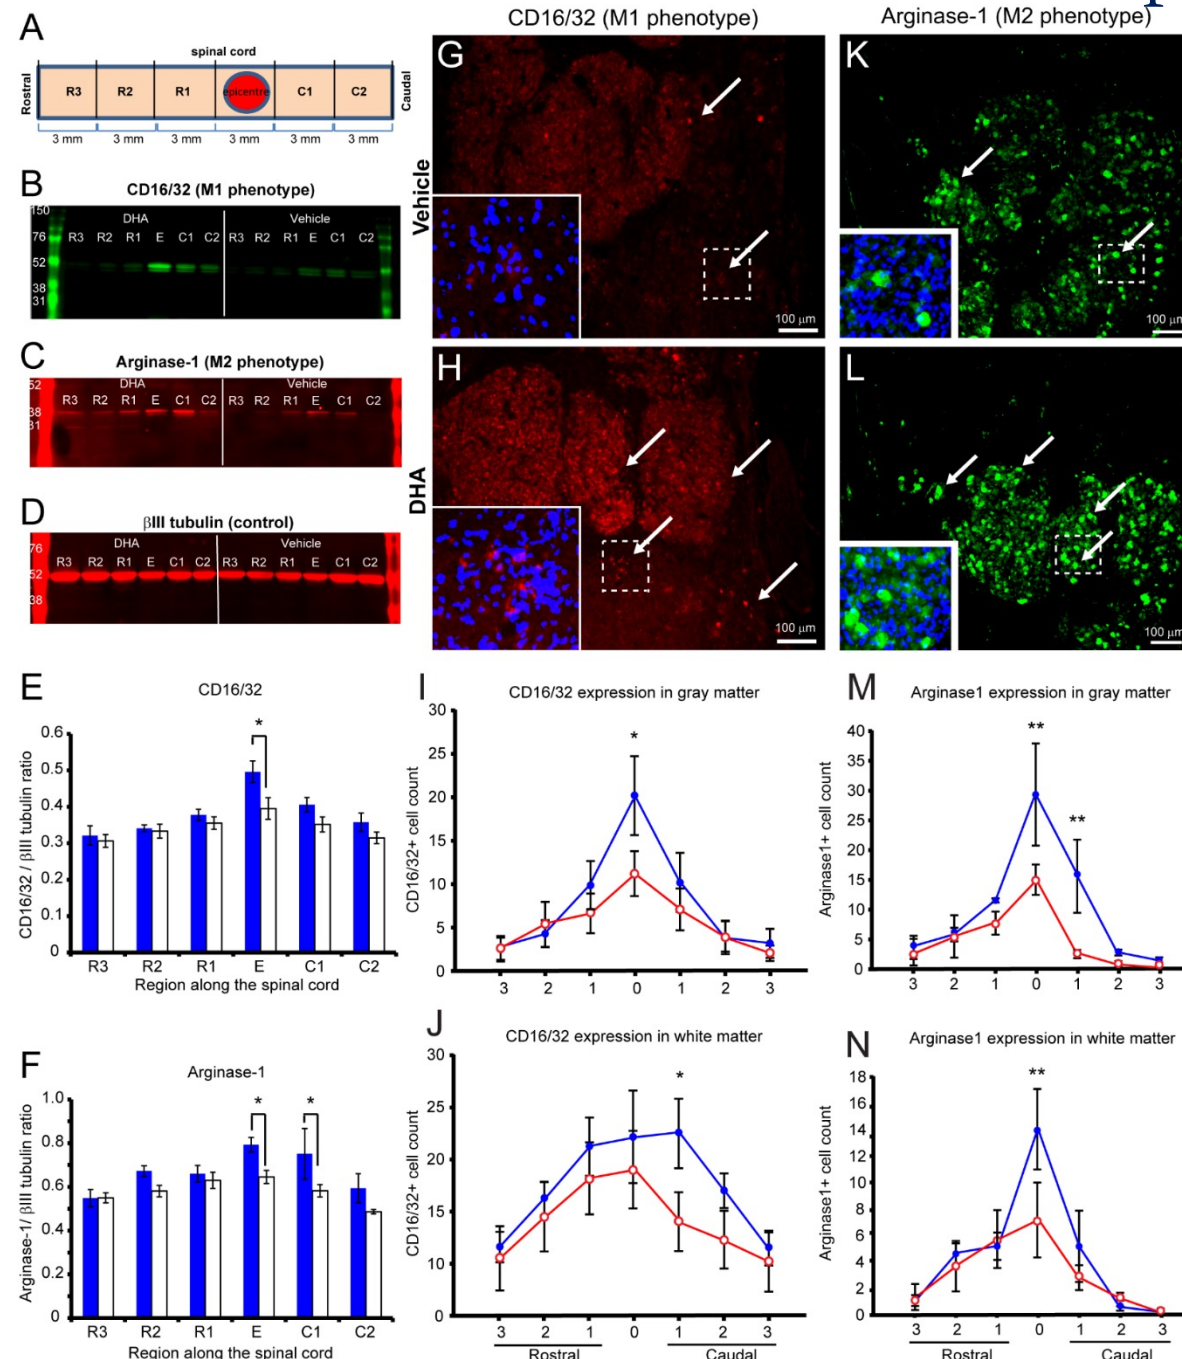 CD16/32 (M1 phenotype)
Arginase-1 (M2 phenotype)
A
spinal cord
Rostral
R3 R2 R1 epicentre C1 C2
Caudal
3 mm 3 mm 3 mm 3 mm 3 mm 3 mm
B
CD16/32 (M1 phenotype)
150
76
52
38
31
DHA Vehicle
R3 R2 R1 E C1 C2 R3 R2 R1 E C1 C2
C
Arginase-1 (M2 phenotype)
52
38
31
DHA Vehicle
R3 R2 R1 E C1 C2 R3 R2 R1 E C1 C2
D
βIII tubulin (control)
76
52
38
DHA Vehicle
R3 R2 R1 E C1 C2 R3 R2 R1 E C1 C2
Vehicle
G
100 μm
K
100 μm
DHA
H
100 μm
L
100 μm
E
CD16/32
CD16/32 / βIII tubulin ratio
0.6
0.5
0.4
0.3
0.2
0.1
0
*
R3 R2 R1 E C1 C2
Region along the spinal cord
F
Arginase-1
Arginase-1/ βIII tubulin ratio
1.0
0.8
0.6
0.4
0.2
0
* *
R3 R2 R1 E C1 C2
Region along the spinal cord
I
CD16/32 expression in gray matter
CD16/32+ cell count
30
25
20
15
10
5
0
*
3 2 1 0 1 2 3
J
CD16/32 expression in white matter
CD16/32+ cell count
30
25
20
15
10
0
*
3 2 1 0 1 2 3
Rostral Caudal
M
Arginase1 expression in gray matter
Arginase1+ cell count
40
35
30
25
20
15
10
5
0
**
**
3 2 1 0 1 2 3
N
Arginase1 expression in white matter
Arginase1+ cell count
18
16
14
12
10
8
6
4
2
0
**
3 2 1 0 1 2 3
Rostral Caudal